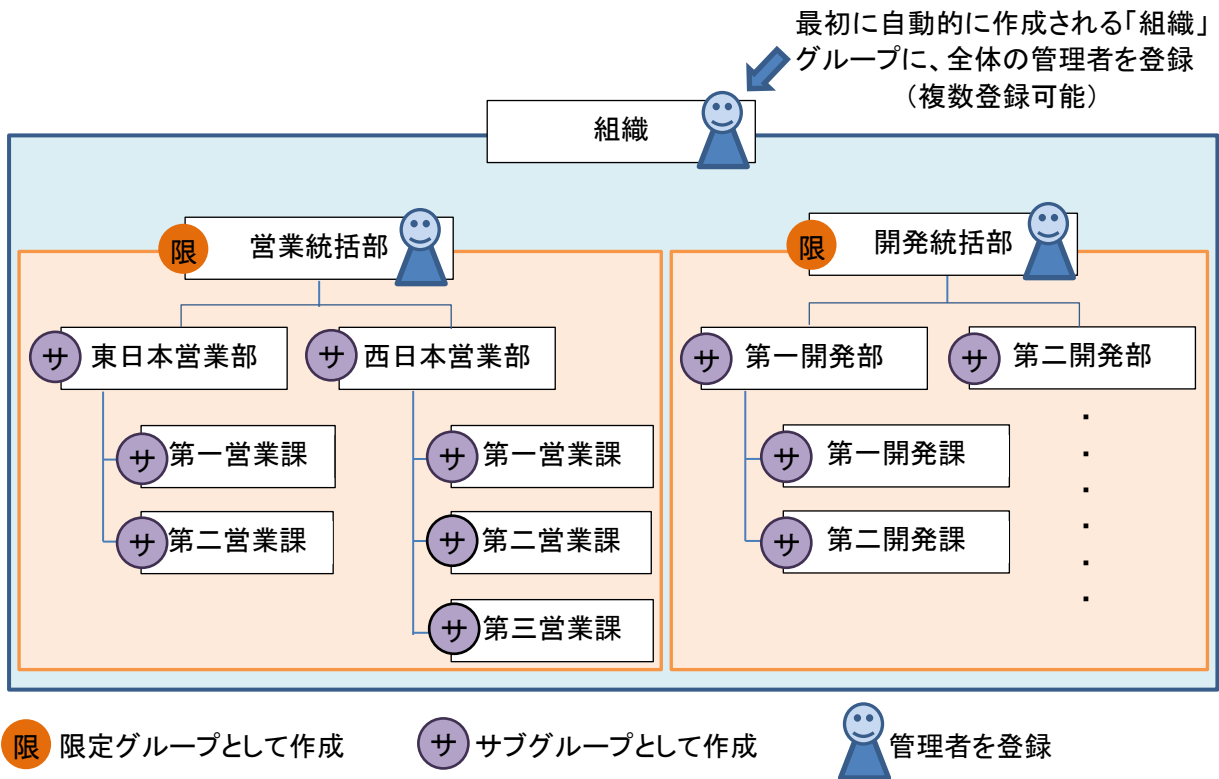 最初に自動的に作成される「組織」
グループに、全体の管理者を登録
（複数登録可能）
組織
限
営業統括部
限
開発統括部
サ
東日本営業部
サ
西日本営業部
サ
第一開発部
サ
第二開発部
サ
第一営業課
サ
第一営業課
サ
第一開発課
サ
第二営業課
サ
第二営業課
サ
第二開発課
サ
第三営業課
・
・
・
・
・
・
限 限定グループとして作成
サ サブグループとして作成
管理者を登録